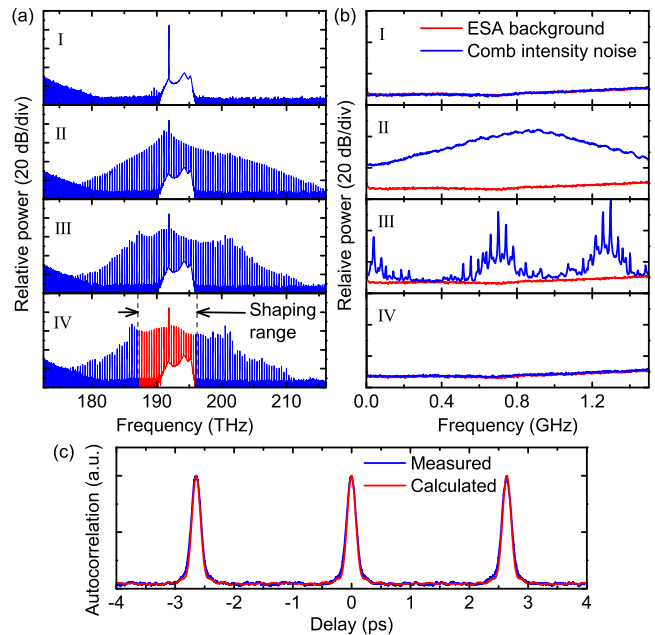 (a)
(b)
I
II
III
IV
Shaping
range
Relative power (20 dB/div)
180
190
200
210
Frequency (THz)
ESA background
Comb intensity noise
I
II
III
IV
Relaive power (20 dB/div)
0.0
0.4
0.8
1.2
Frequency (GHz)
(c)
Measured
Calculated
Autocorrelation (a.u.)
-4
-3
-2
-1
0
1
2
3
4
Delay (ps)